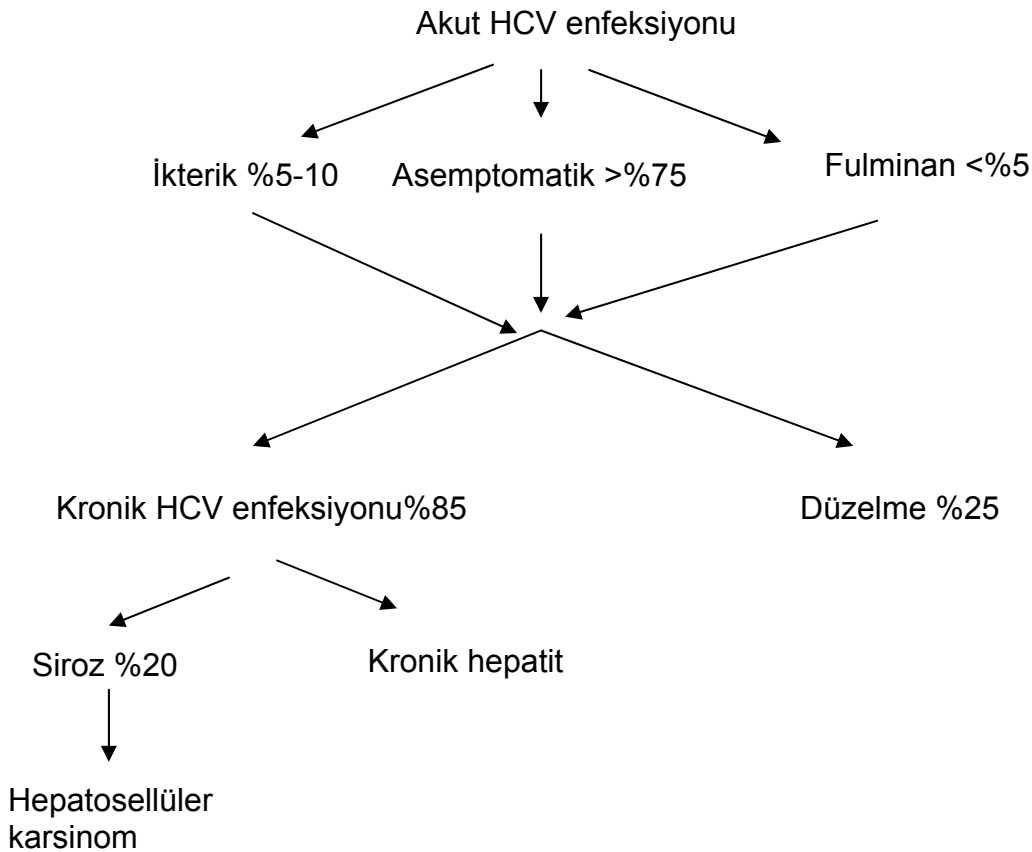 Akut HCV enfeksiyonu
İkterik %5-10
Asemptomatik >%75
Fulminan <%5
Kronik HCV enfeksiyonu%85
Düzelme %25
Siroz %20
Kronik hepatit
Hepatosellüler
karsinom